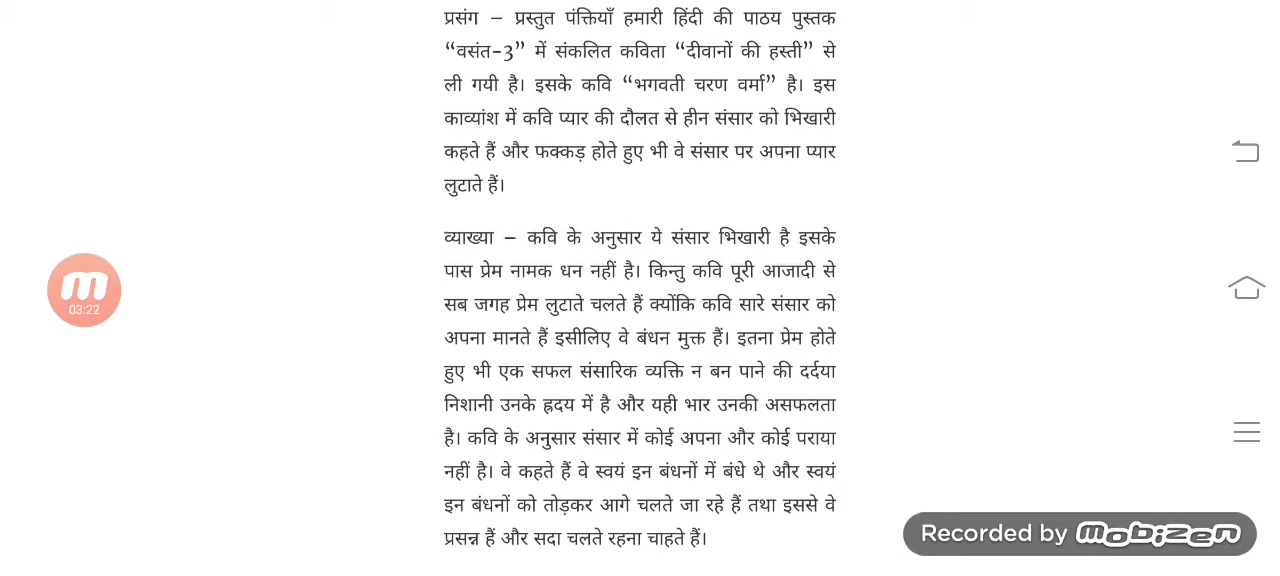 प्रसंग – प्रस्तुत पंक्तियाँ हमारी हिंदी की पाठय पुस्तक
“वसंत-3” में संकलित कविता “दीवानों की हस्ती” से
ली गयी है। इसके कवि “भगवती चरण वर्मा” है। इस
काव्यांश में कवि प्यार की दौलत से हीन संसार को भिखारी
कहते हैं और फक्कड़ होते हुए भी वे संसार पर अपना प्यार
लुटाते हैं।
व्याख्या – कवि के अनुसार ये संसार भिखारी है इसके
पास प्रेम नामक धन नहीं है। किन्तु कवि पूरी आजादी से
सब जगह प्रेम लुटाते चलते हैं क्योंकि कवि सारे संसार को
अपना मानते हैं इसीलिए वे बंधन मुक्त हैं। इतना प्रेम होते
हुए भी एक सफल संसारिक व्यक्ति न बन पाने की दर्दया
निशानी उनके ह्रदय में है और यही भार उनकी असफलता
है। कवि के अनुसार संसार में कोई अपना और कोई पराया
नहीं है। वे कहते हैं वे स्वयं इन बंधनों में बंधे थे और स्वयं
इन बंधनों को तोड़कर आगे चलते जा रहे हैं तथा इससे वे
प्रसन्न हैं और सदा चलते रहना चाहते हैं।
m
03:22
Recorded by mobizen